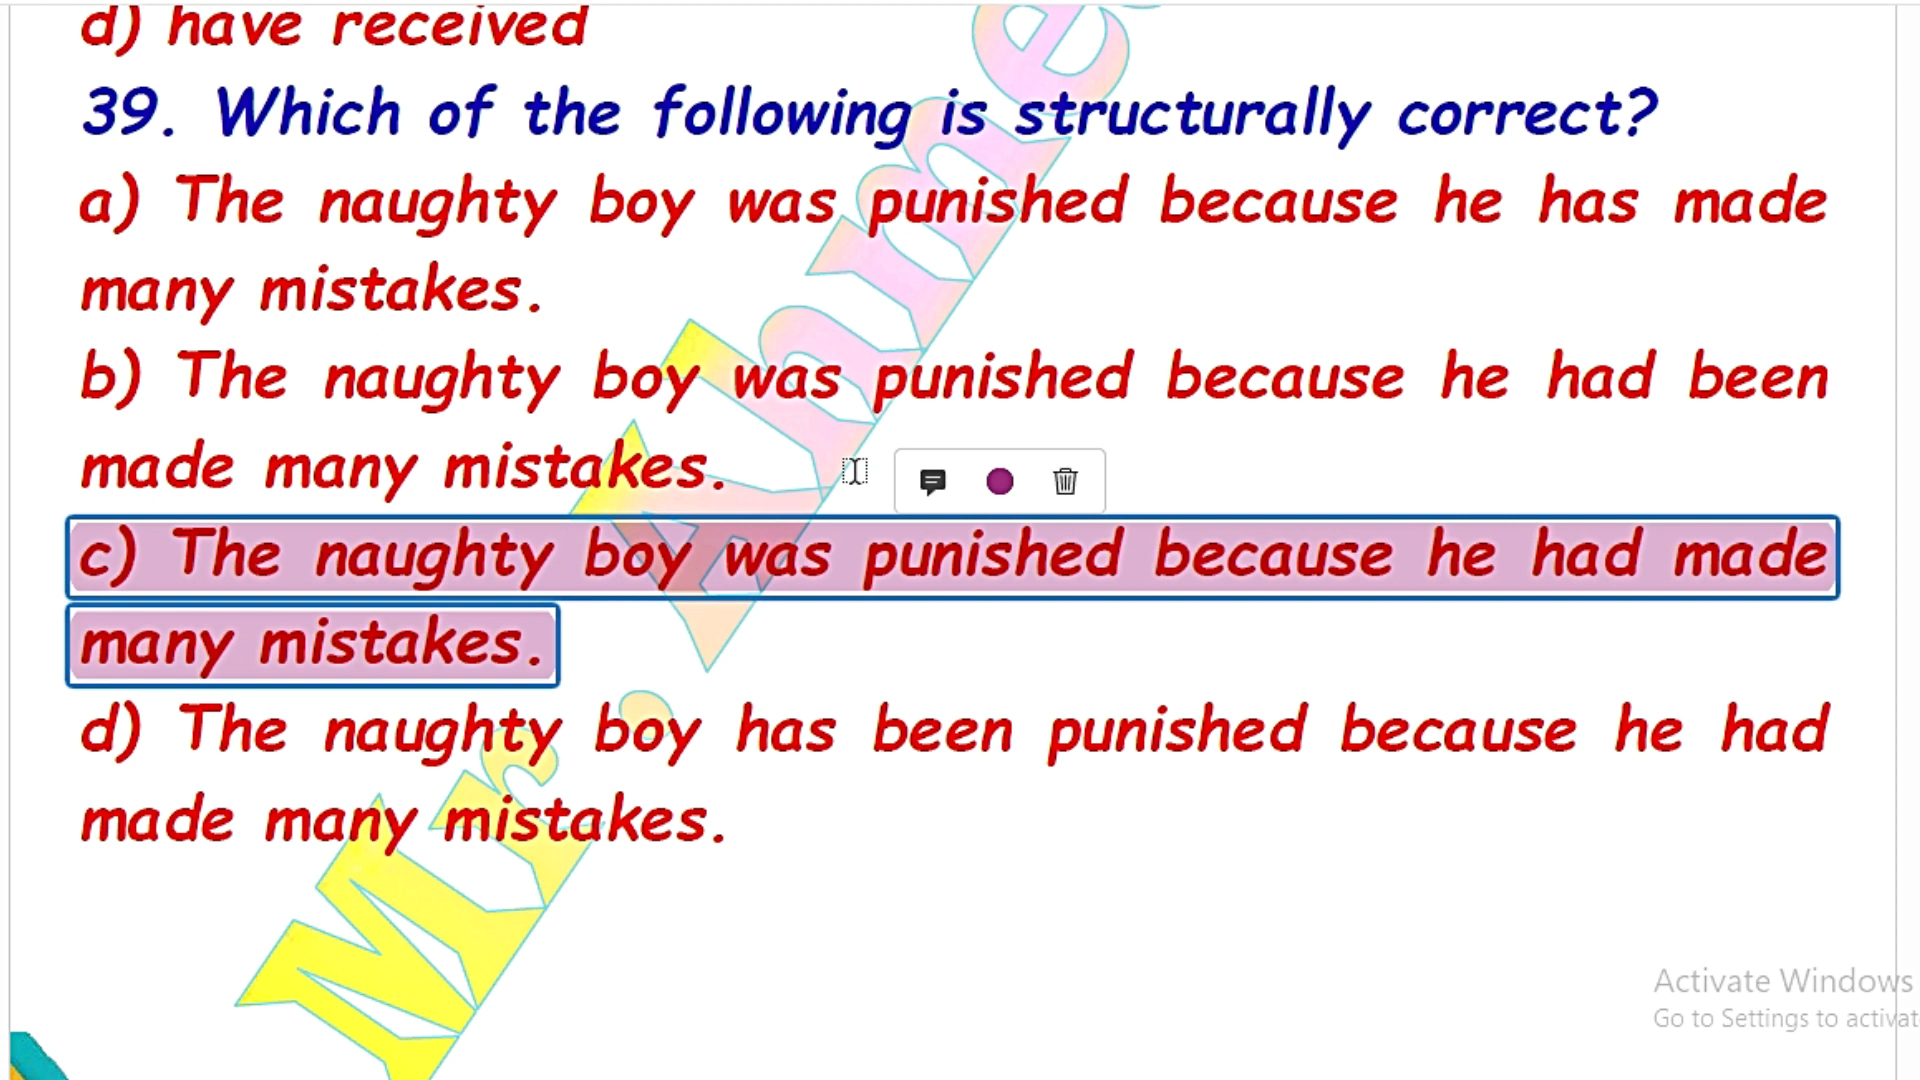 d) have received
39. Which of the following is structurally correct?
a) The naughty boy was punished because he has made
many mistakes.
b) The naughty boy was punished because he had been
made many mistakes.
c) The naughty boy was punished because he had made
many mistakes.
d) The naughty boy has been punished because he had
made many mistakes.
Mr. Ahme
Activate Windows
Go to Settings to activat